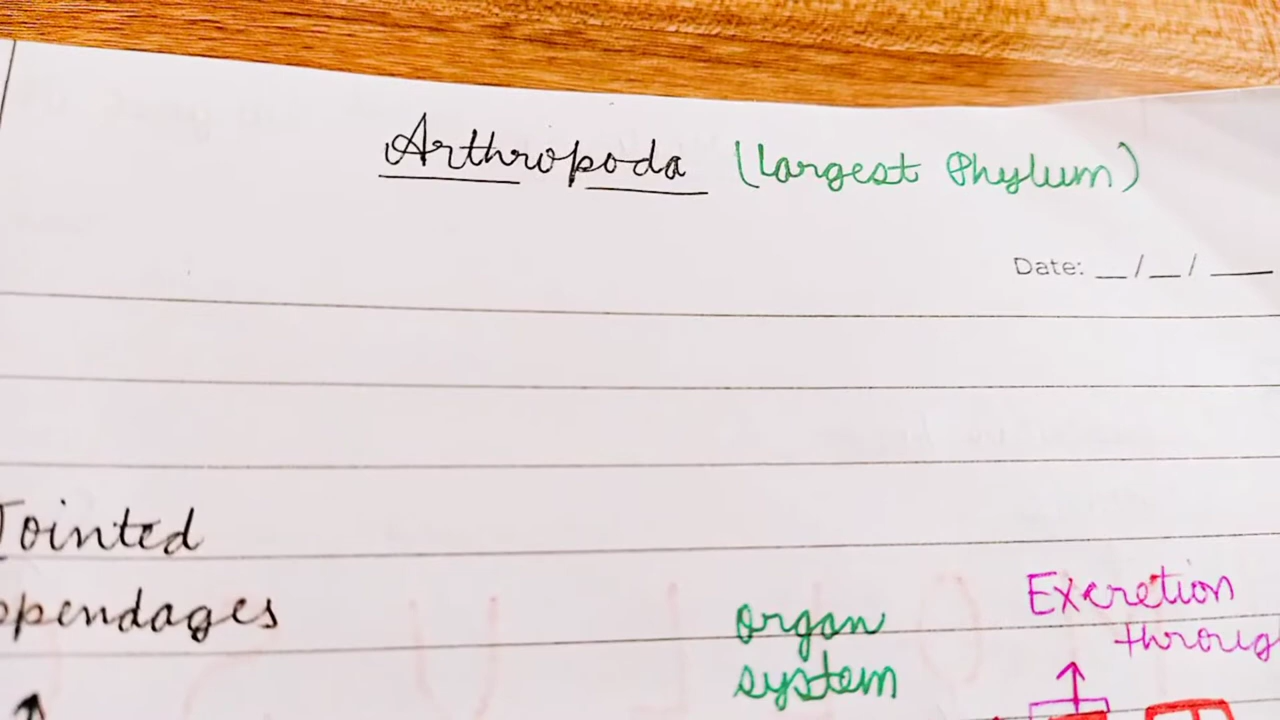 Arthropoda (largest Phylum)
Date: __/__/____
Jointed
ppendages
organ
system
Excretion
throug